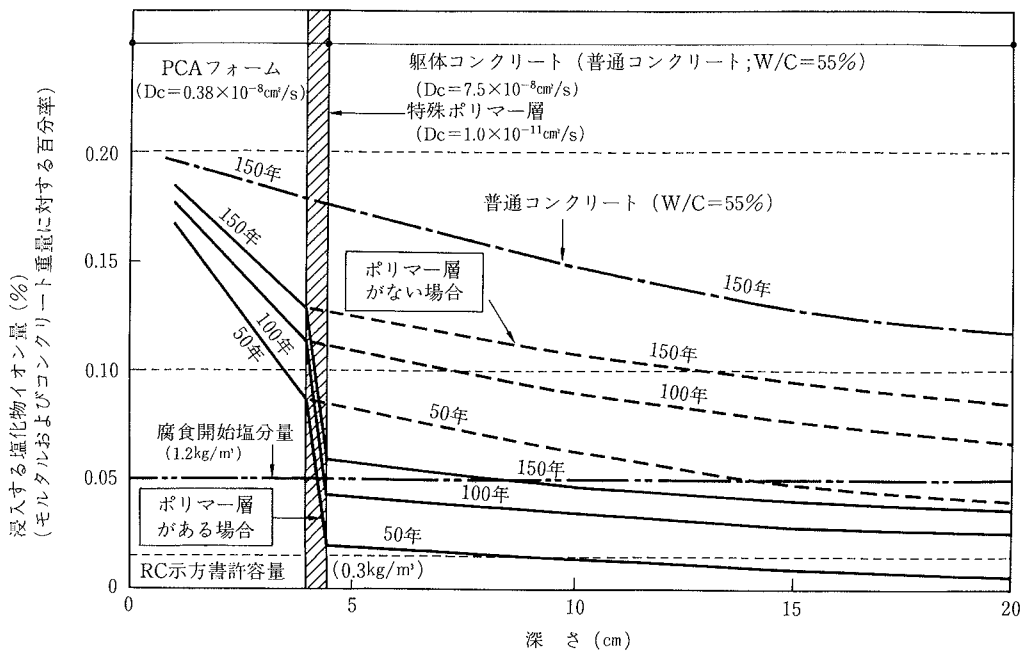 浸入する塩化物イオン量(%)
(モルタルおよびコンクリート重量に対する百分率)
PCAフォーム
(Dc=0.38×10⁻⁸cm²/s)
躯体コンクリート(普通コンクリート;W/C=55%)
(Dc=7.5×10⁻⁸cm²/s)
特殊ポリマー層
(Dc=1.0×10⁻¹¹cm²/s)
0.20
150年
普通コンクリート(W/C=55%)
150年
0.15
ポリマー層
がない場合
150年
100年
150年
50年
0.10
100年
50年
腐食開始塩分量
(1.2kg/m³)
150年
0.05
100年
ポリマー層
がある場合
50年
RC示方書許容量
(0.3kg/m³)
0
0
5
10
15
20
深さ(cm)